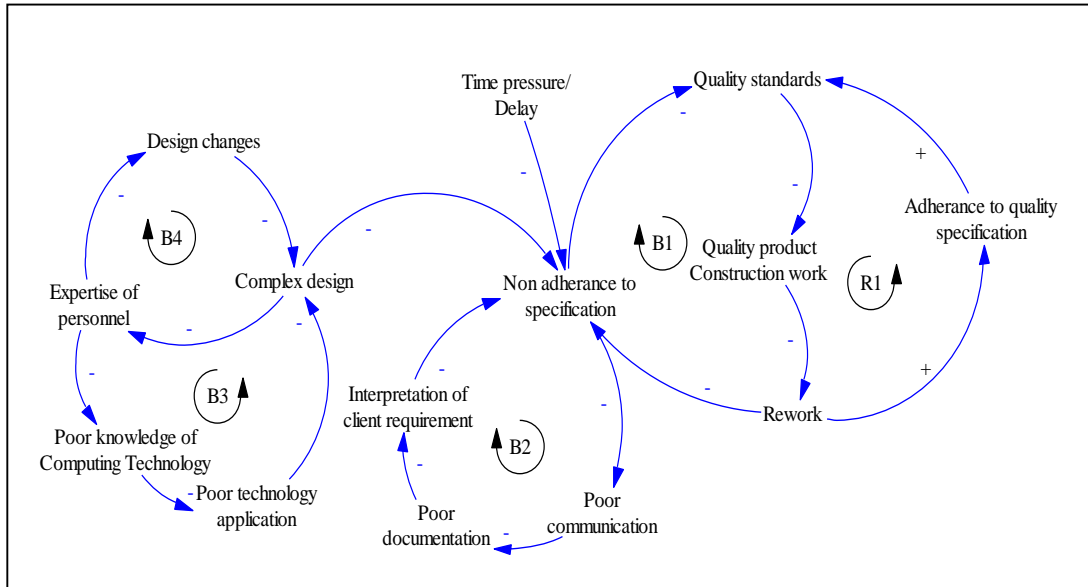 Time pressure/
Delay
Quality standards
-
Design changes
-
+
-
-
-
B4
-
Adherance to quality
specification
B1
Quality product
Construction work
R1
Complex design
Non adherance to
specification
Expertise of
personnel
-
-
-
-
-
-
+
B3
Interpretation of
client requirement
-
Rework
B2
Poor knowledge of
Computing Technology
-
-
Poor technology
application
Poor
communication
Poor
documentation
-